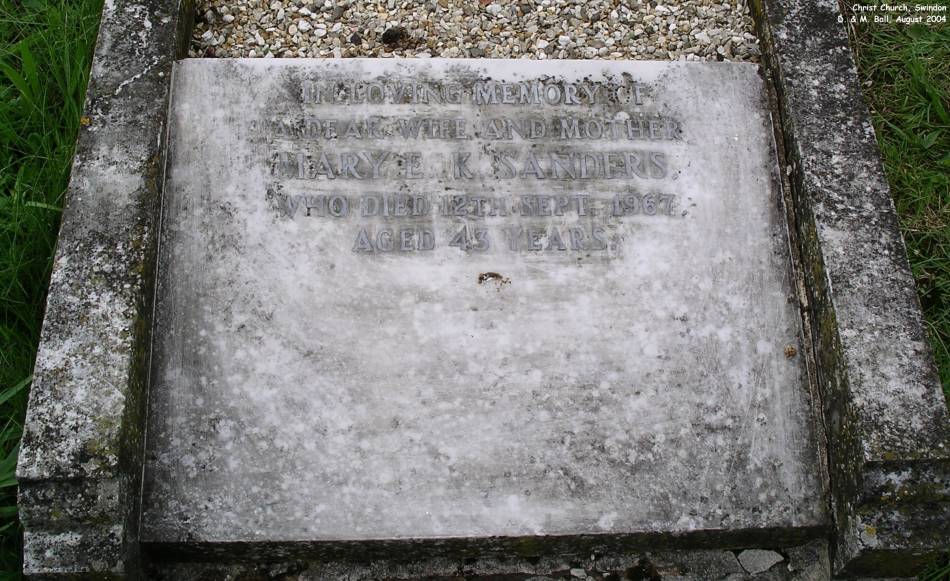 Christ Church, Swindon
D. & M. Ball, August 2004
IN LOVING MEMORY OF
A DEAR WIFE AND MOTHER
MARY E. K. SANDERS
WHO DIED 12TH SEPT. 1967
AGED 43 YEARS.